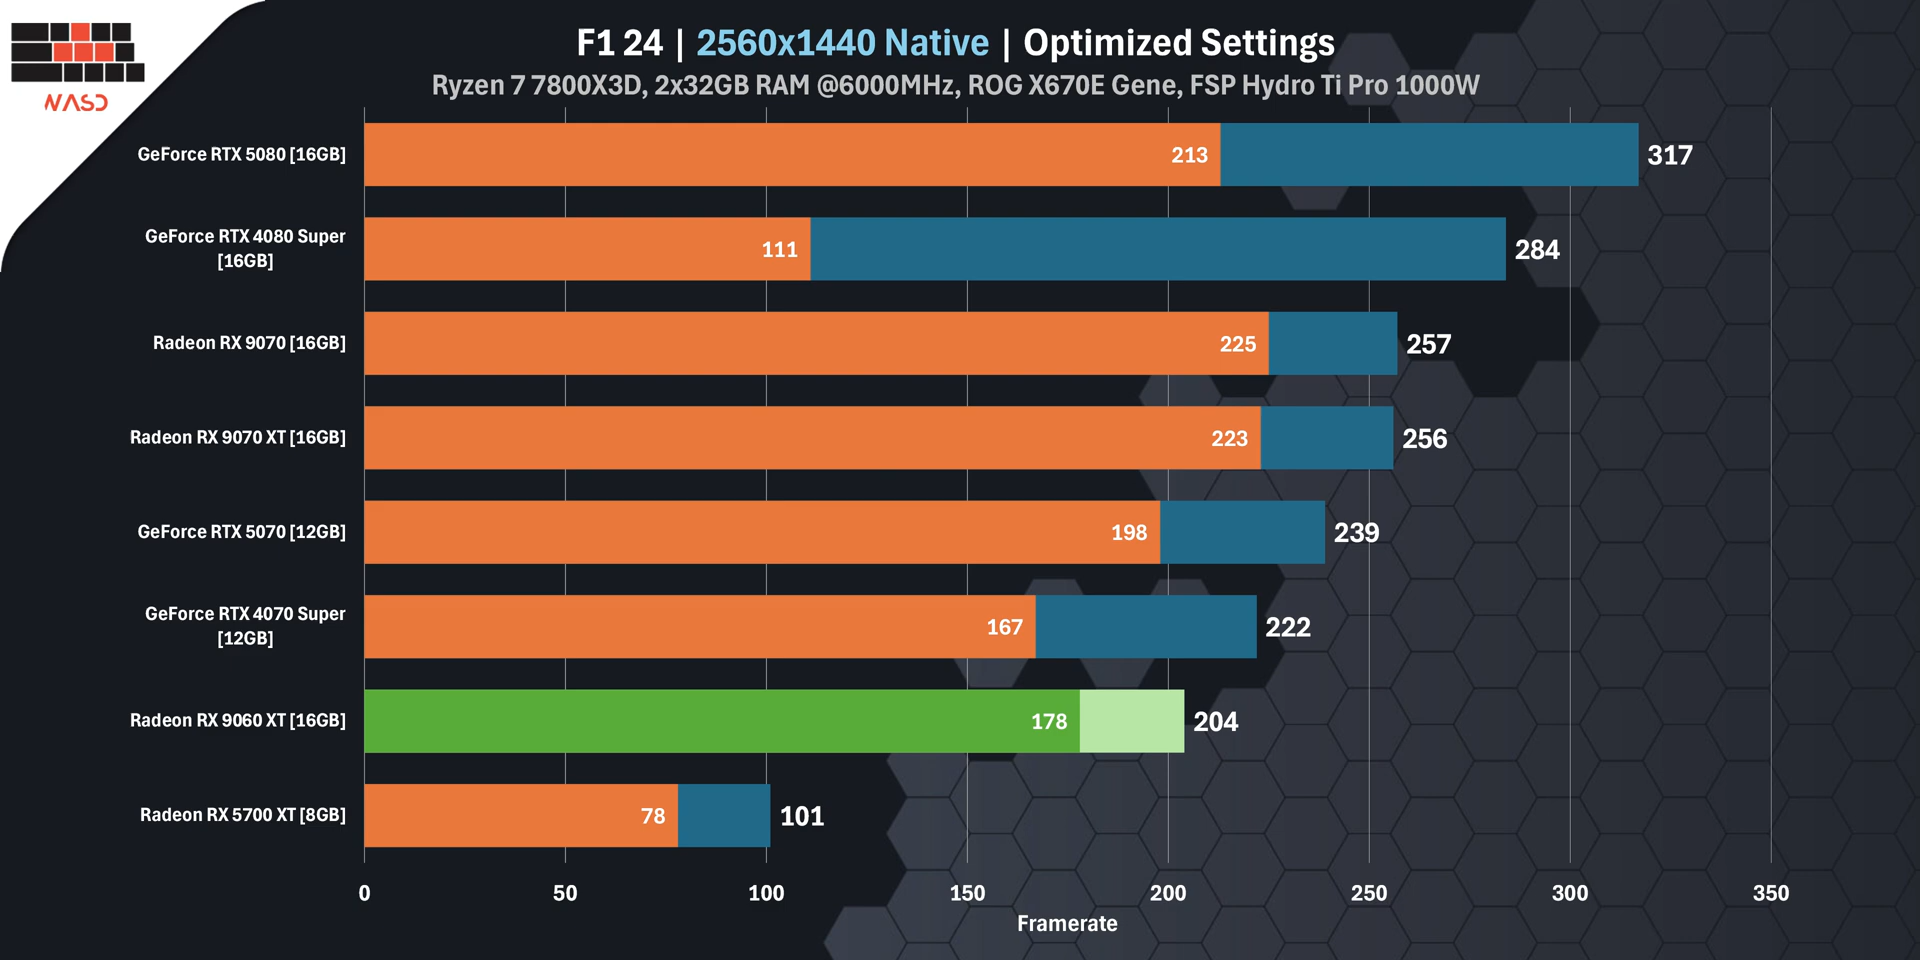 WASD
F1 24 | 2560x1440 Native | Optimized Settings
Ryzen 7 7800X3D, 2x32GB RAM @6000MHz, ROG X670E Gene, FSP Hydro Ti Pro 1000W
GeForce RTX 5080 [16GB] 213 317
GeForce RTX 4080 Super
[16GB] 111 284
Radeon RX 9070 [16GB] 225 257
Radeon RX 9070 XT [16GB] 223 256
GeForce RTX 5070 [12GB] 198 239
GeForce RTX 4070 Super
[12GB] 167 222
Radeon RX 9060 XT [16GB] 178 204
Radeon RX 5700 XT [8GB] 78 101
0 50 100 150 200 250 300 350
Framerate